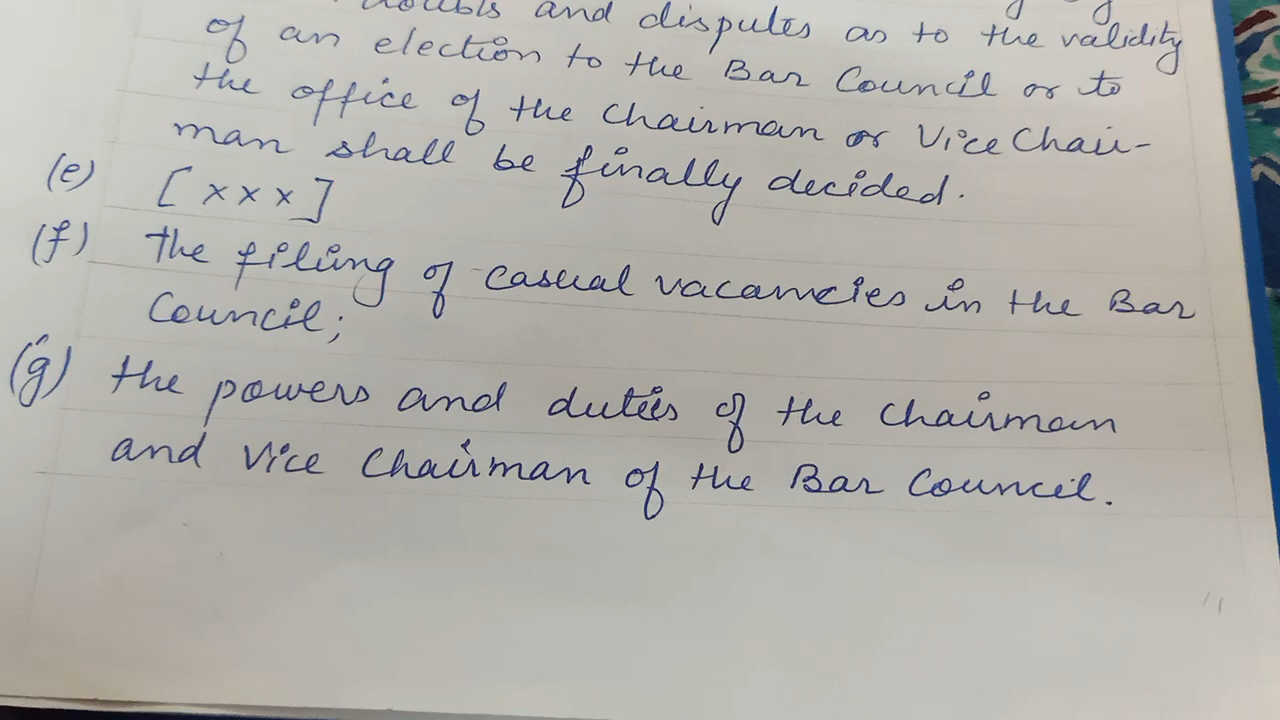 doubts and disputes as to the validity
of an election to the Bar Council or to
the office of the Chairman or Vice Chair-
man shall be finally decided.
(e) [xxx]
(f) the filling of casual vacancies in the Bar
Council;
(g) the powers and duties of the Chairman
and Vice Chairman of the Bar Council.